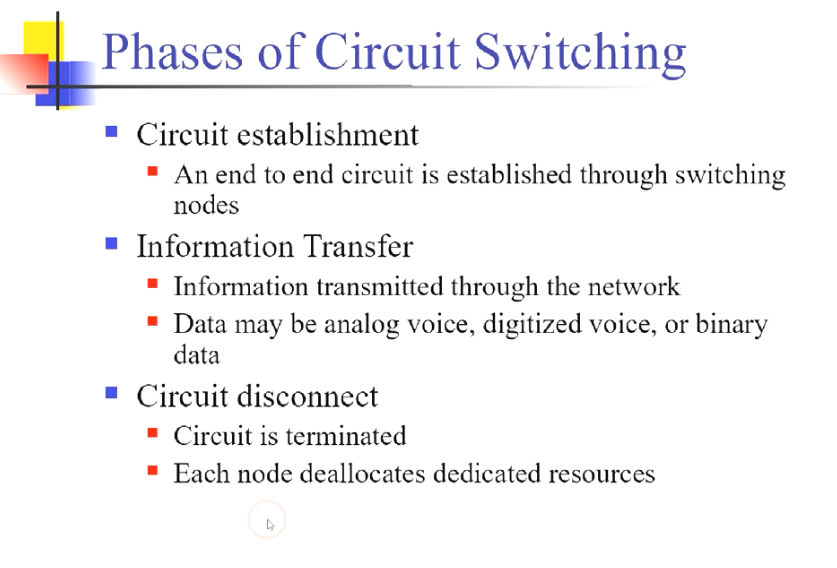 Phases of Circuit Switching
Circuit establishment
An end to end circuit is established through switching
nodes
Information Transfer
Information transmitted through the network
Data may be analog voice, digitized voice, or binary
data
Circuit disconnect
Circuit is terminated
Each node deallocates dedicated resources